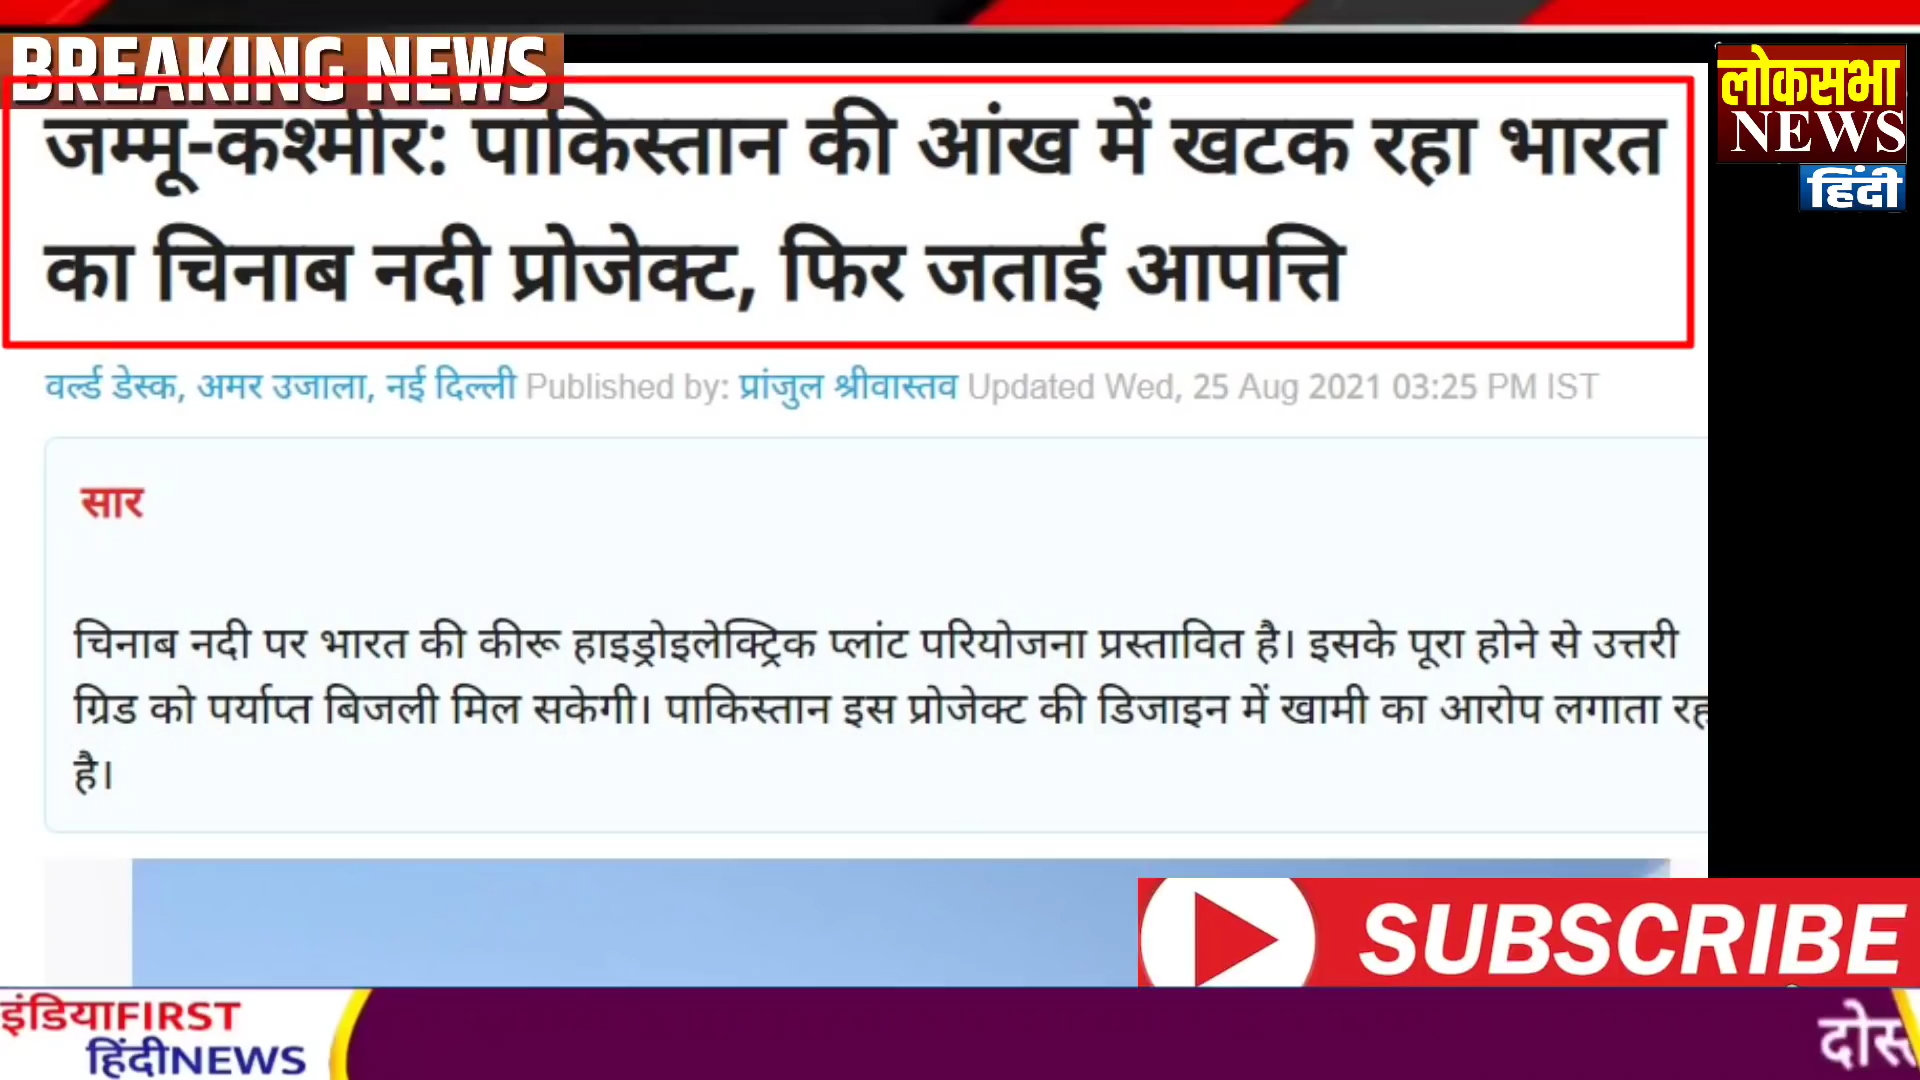 BREAKING NEWS
लोकसभा
NEWS
हिंदी
जम्मू-कश्मीर: पाकिस्तान की आंख में खटक रहा भारत
का चिनाब नदी प्रोजेक्ट, फिर जताई आपत्ति
वर्ल्ड डेस्क, अमर उजाला, नई दिल्ली Published by: प्रांजुल श्रीवास्तव Updated Wed, 25 Aug 2021 03:25 PM IST
सार
चिनाब नदी पर भारत की कीरू हाइड्रोइलेक्ट्रिक प्लांट परियोजना प्रस्तावित है। इसके पूरा होने से उत्तरी
ग्रिड को पर्याप्त बिजली मिल सकेगी। पाकिस्तान इस प्रोजेक्ट की डिजाइन में खामी का आरोप लगाता
है।
SUBSCRIBE
इंडियाFIRST
हिंदीNEWS